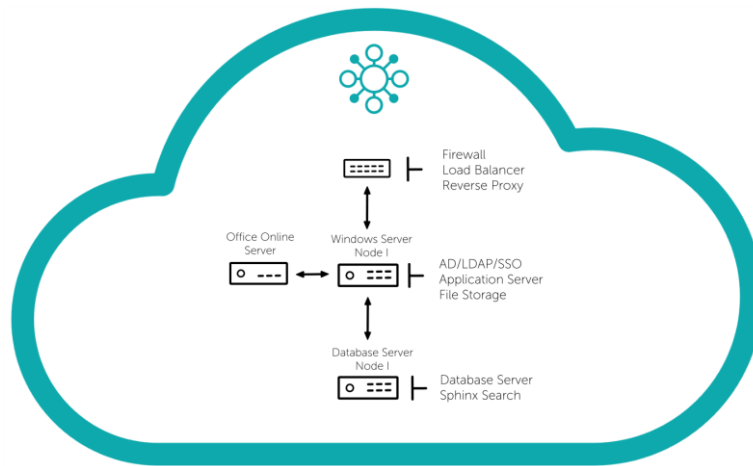 Firewall
Load Balancer
Reverse Proxy
Office Online
Server
Windows Server
Node I
AD/LDAP/SSO
Application Server
File Storage
Database Server
Node I
Database Server
Sphinx Search